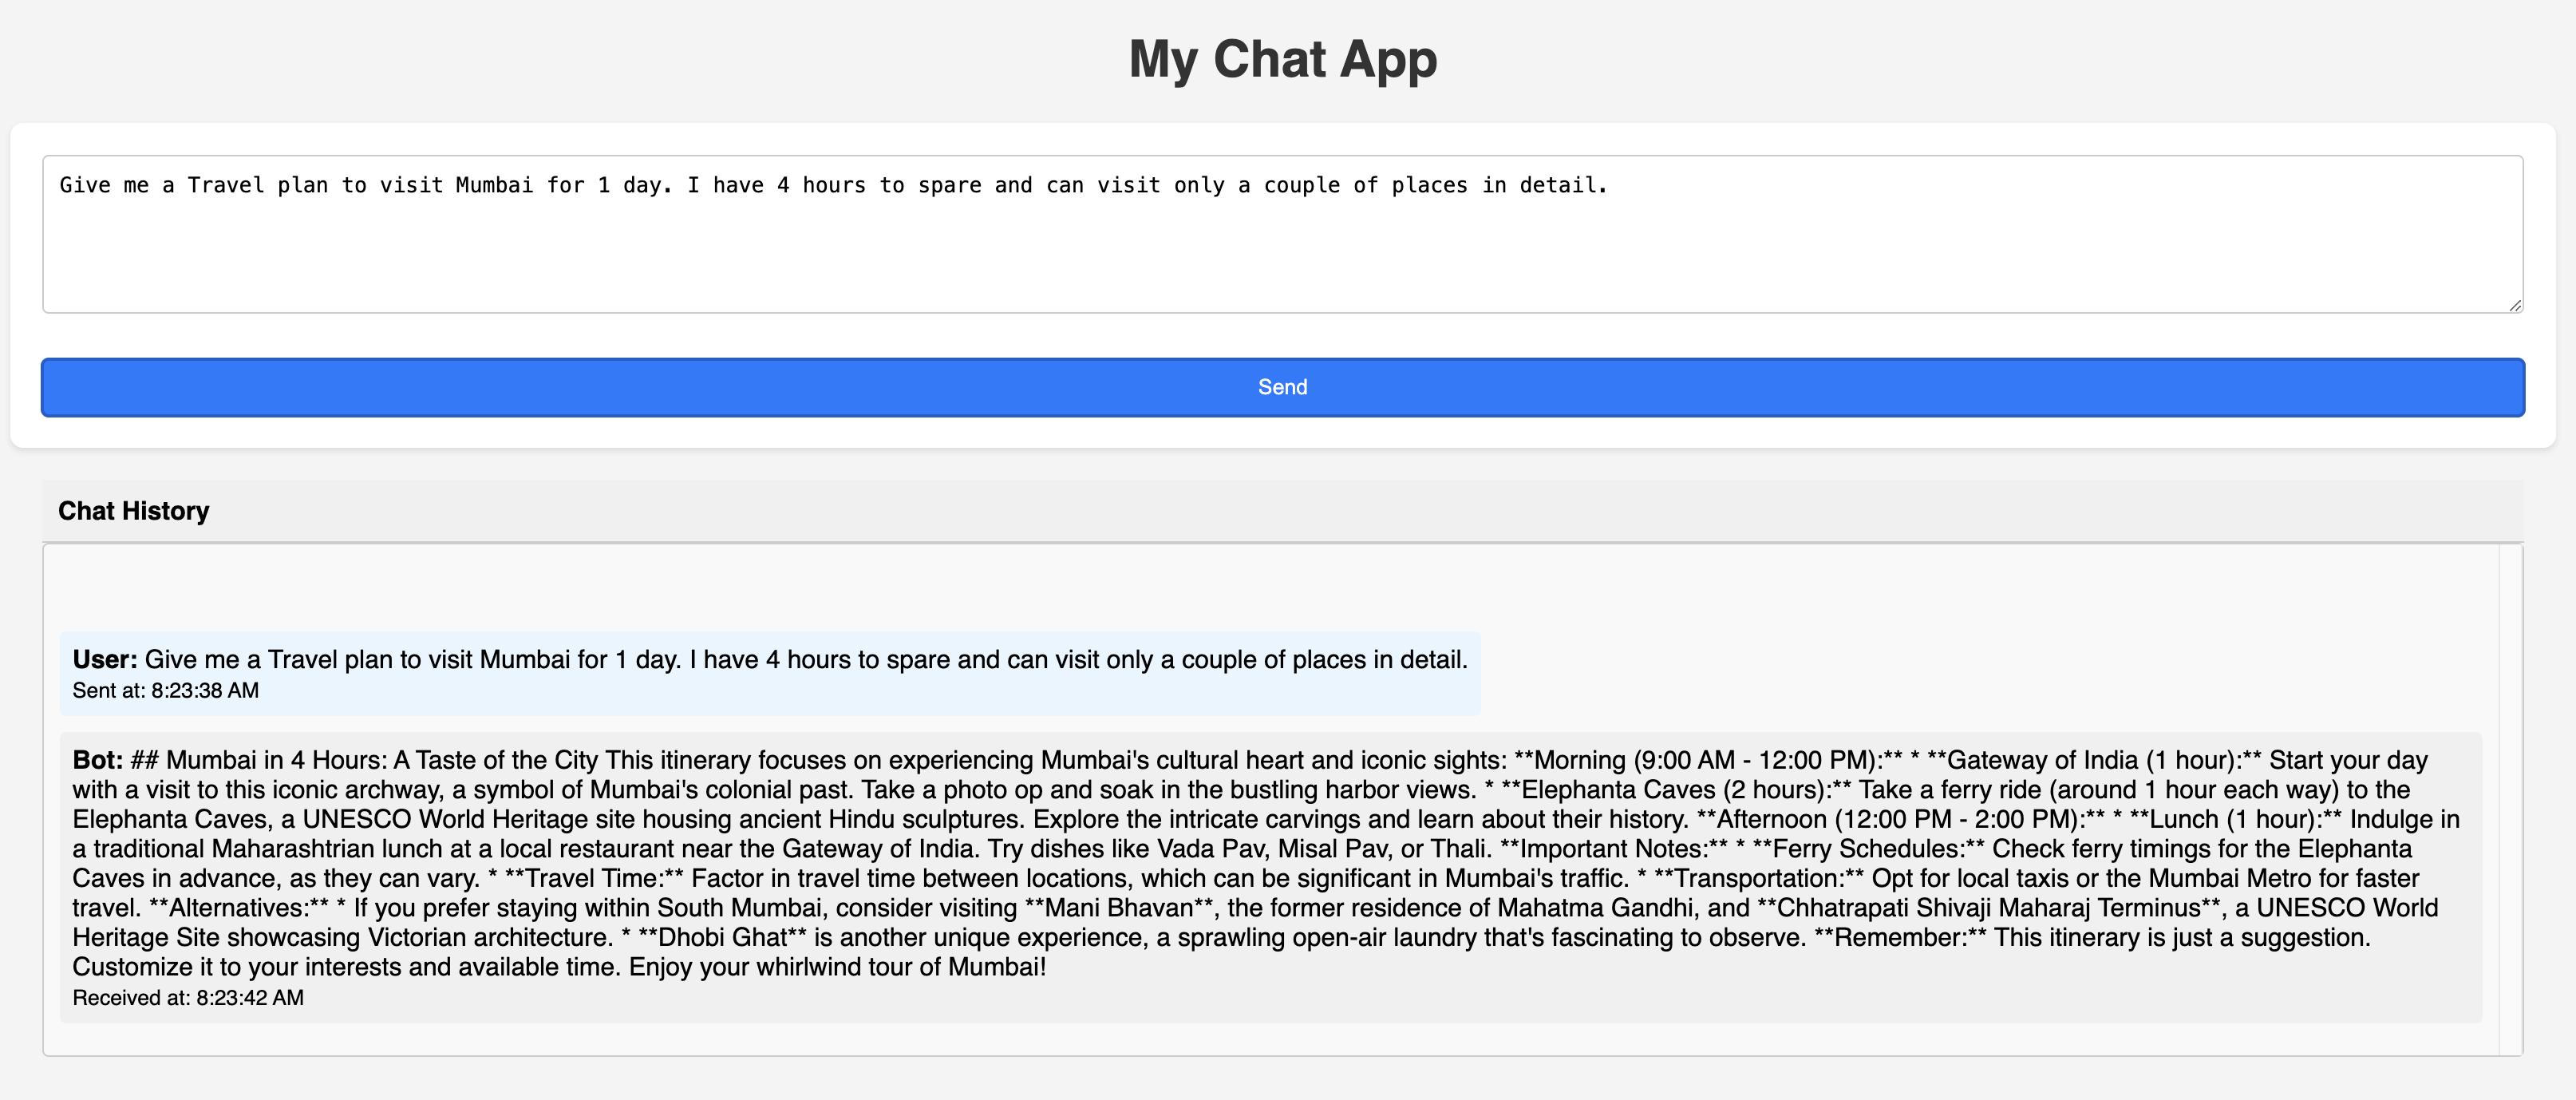 My Chat App
Give me a Travel plan to visit Mumbai for 1 day. I have 4 hours to spare and can visit only a couple of places in detail.
Send
Chat History
User: Give me a Travel plan to visit Mumbai for 1 day. I have 4 hours to spare and can visit only a couple of places in detail.
Sent at: 8:23:38 AM
Bot: ## Mumbai in 4 Hours: A Taste of the City This itinerary focuses on experiencing Mumbai's cultural heart and iconic sights: **Morning (9:00 AM - 12:00 PM):** * **Gateway of India (1 hour):** Start your day
with a visit to this iconic archway, a symbol of Mumbai's colonial past. Take a photo op and soak in the bustling harbor views. * **Elephanta Caves (2 hours):** Take a ferry ride (around 1 hour each way) to the
Elephanta Caves, a UNESCO World Heritage site housing ancient Hindu sculptures. Explore the intricate carvings and learn about their history. **Afternoon (12:00 PM - 2:00 PM):** * **Lunch (1 hour):** Indulge in
a traditional Maharashtrian lunch at a local restaurant near the Gateway of India. Try dishes like Vada Pav, Misal Pav, or Thali. **Important Notes:** * **Ferry Schedules:** Check ferry timings for the Elephanta
Caves in advance, as they can vary. * **Travel Time:** Factor in travel time between locations, which can be significant in Mumbai's traffic. * **Transportation:** Opt for local taxis or the Mumbai Metro for faster
travel. **Alternatives:** * If you prefer staying within South Mumbai, consider visiting **Mani Bhavan**, the former residence of Mahatma Gandhi, and **Chhatrapati Shivaji Maharaj Terminus**, a UNESCO World
Heritage Site showcasing Victorian architecture. * **Dhobi Ghat** is another unique experience, a sprawling open-air laundry that's fascinating to observe. **Remember:** This itinerary is just a suggestion.
Customize it to your interests and available time. Enjoy your whirlwind tour of Mumbai!
Received at: 8:23:42 AM